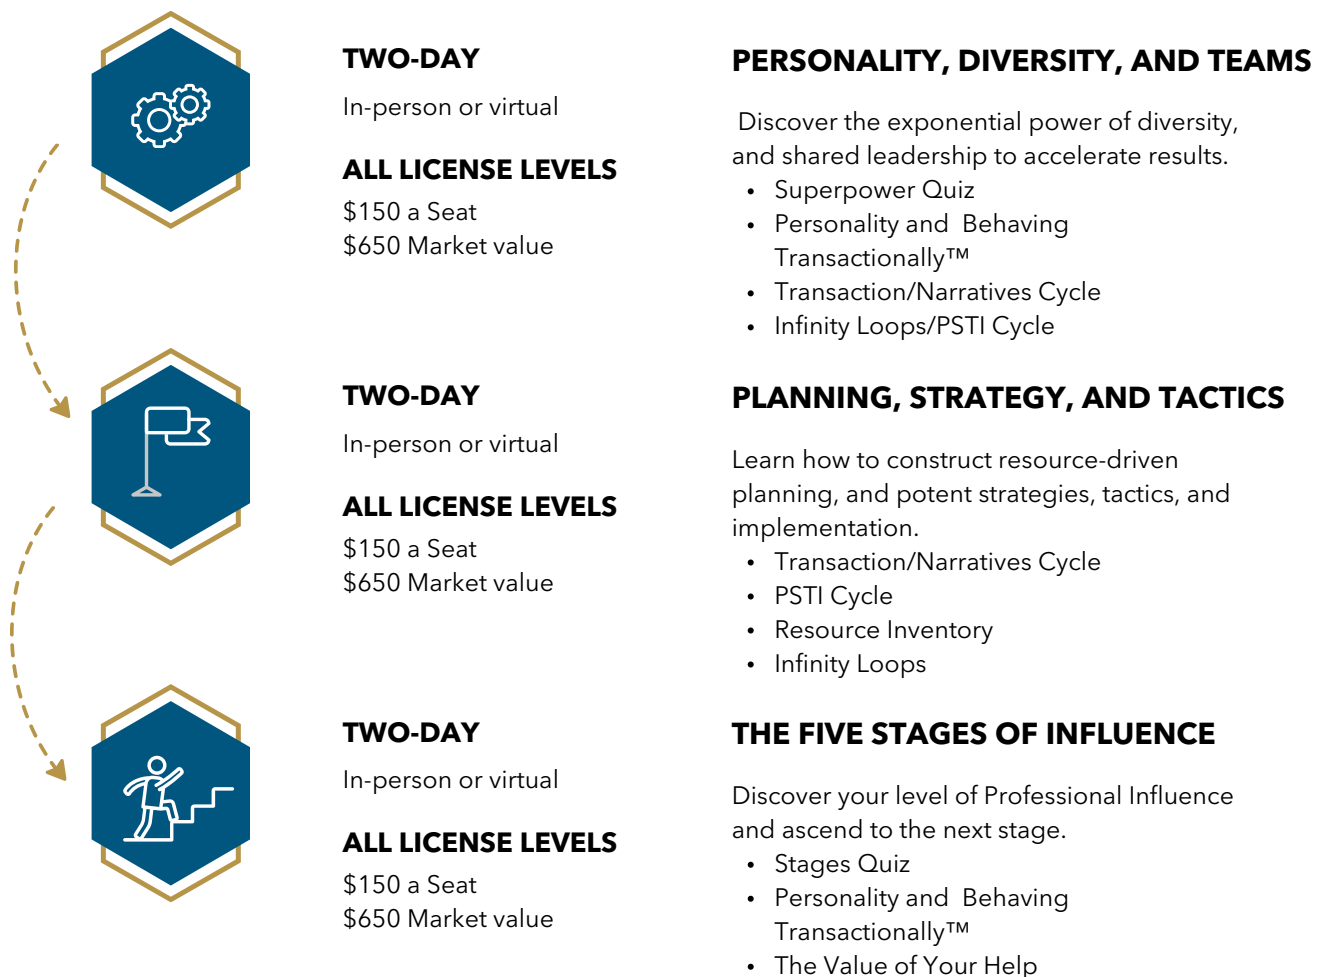 TWO-DAY
In-person or virtual
ALL LICENSE LEVELS
$150 a Seat
$650 Market value
PERSONALITY, DIVERSITY, AND TEAMS
Discover the exponential power of diversity,
and shared leadership to accelerate results.
• Superpower Quiz
• Personality and Behaving
Transactionally™
• Transaction/Narratives Cycle
• Infinity Loops/PSTI Cycle
TWO-DAY
In-person or virtual
ALL LICENSE LEVELS
$150 a Seat
$650 Market value
PLANNING, STRATEGY, AND TACTICS
Learn how to construct resource-driven
planning, and potent strategies, tactics, and
implementation.
• Transaction/Narratives Cycle
• PSTI Cycle
• Resource Inventory
• Infinity Loops
TWO-DAY
In-person or virtual
ALL LICENSE LEVELS
$150 a Seat
$650 Market value
THE FIVE STAGES OF INFLUENCE
Discover your level of Professional Influence
and ascend to the next stage.
• Stages Quiz
• Personality and Behaving
Transactionally™
• The Value of Your Help